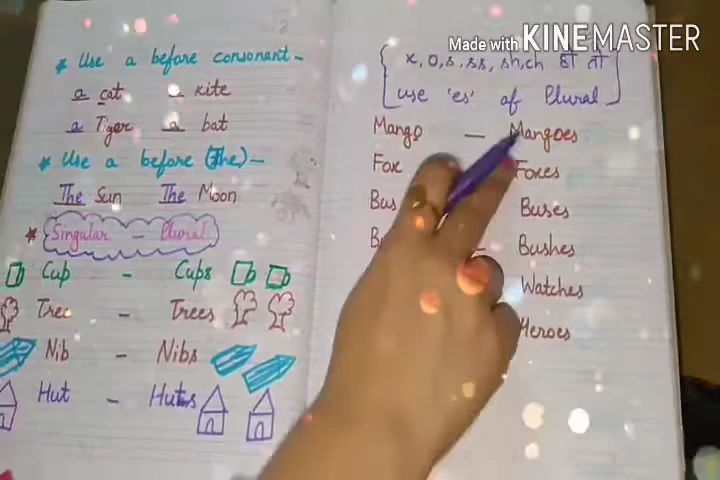 Made with KINEMASTER
* Use a before consonant -
a cat _ kite
a Tiger a bat
* Use a before (The) -
The Sun The Moon
* Singular - Plural
Cup - Cups
Tree - Trees
Nib - Nibs
Hut - Huts
x, o, s, ss, sh, ch हो तो
use 'es' of Plural
Mango - Mangoes
Fox Foxes
Bus Buses
Bushes
Watches
Heroes